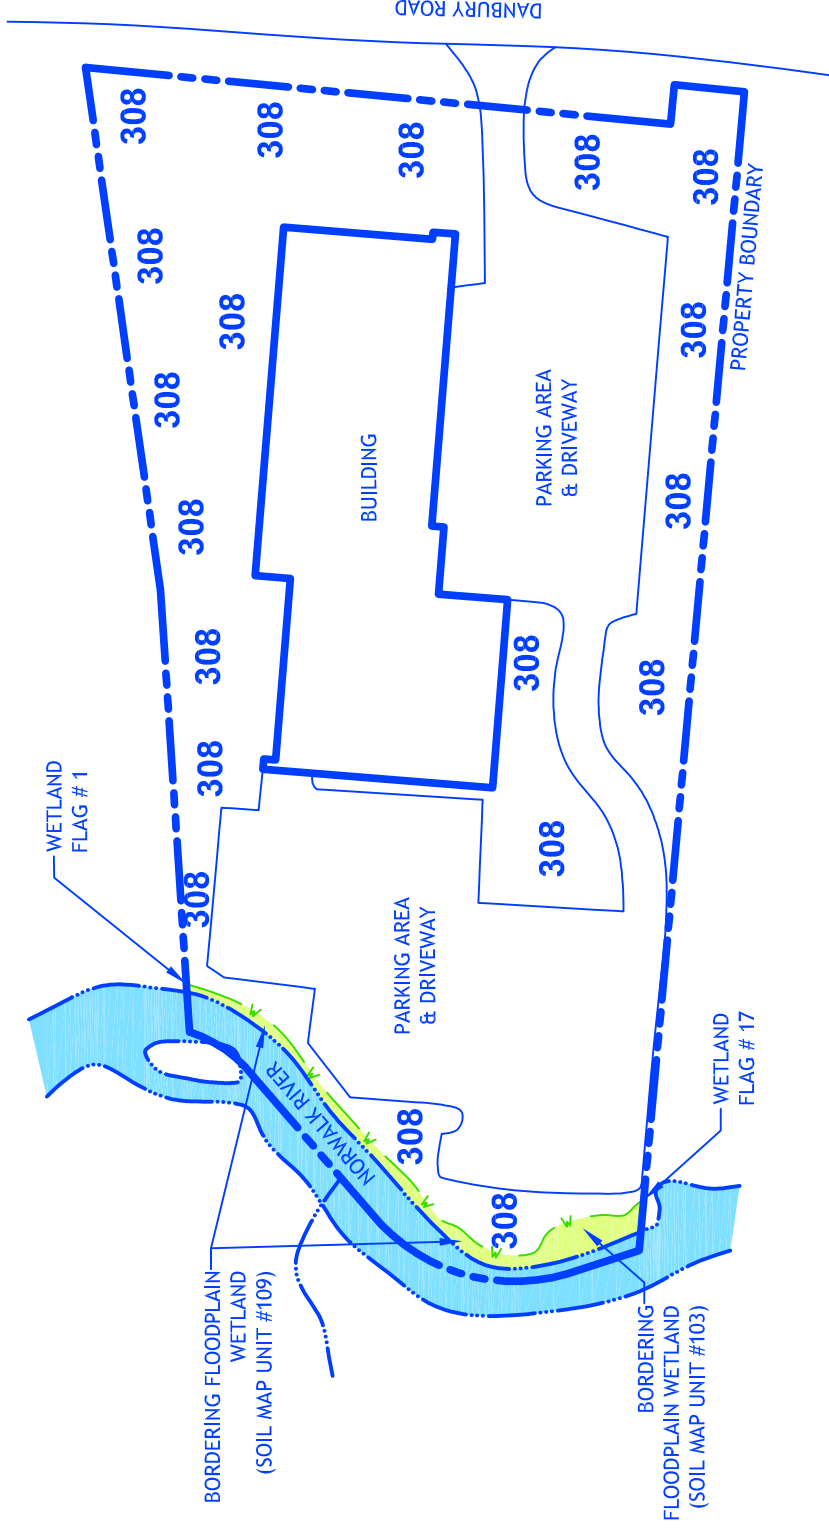 DANBURY ROAD
308
308
308
308
308
PROPERTY BOUNDARY
308
308
308
308
308
308
308
308
308
308
308
308
BUILDING
PARKING AREA
& DRIVEWAY
WETLAND
FLAG # 1
PARKING AREA
& DRIVEWAY
NORWALK RIVER
308
308
WETLAND
FLAG # 17
BORDERING FLOODPLAIN
WETLAND
(SOIL MAP UNIT #109)
BORDERING
FLOODPLAIN WETLAND
(SOIL MAP UNIT #103)